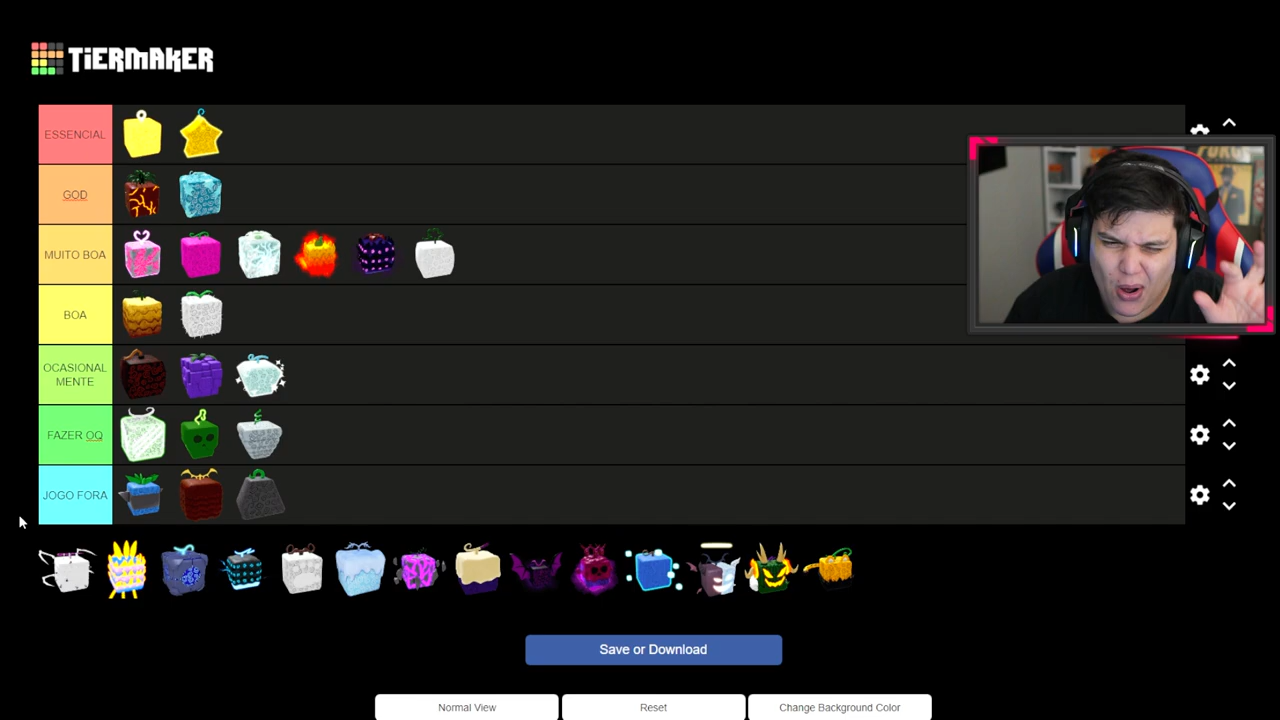 TiERMAKER
ESSENCIAL
GOD
MUITO BOA
BOA
OCASIONAL
MENTE
FAZER OQ
JOGO FORA
Save or Download
Normal View
Reset
Change Background Color